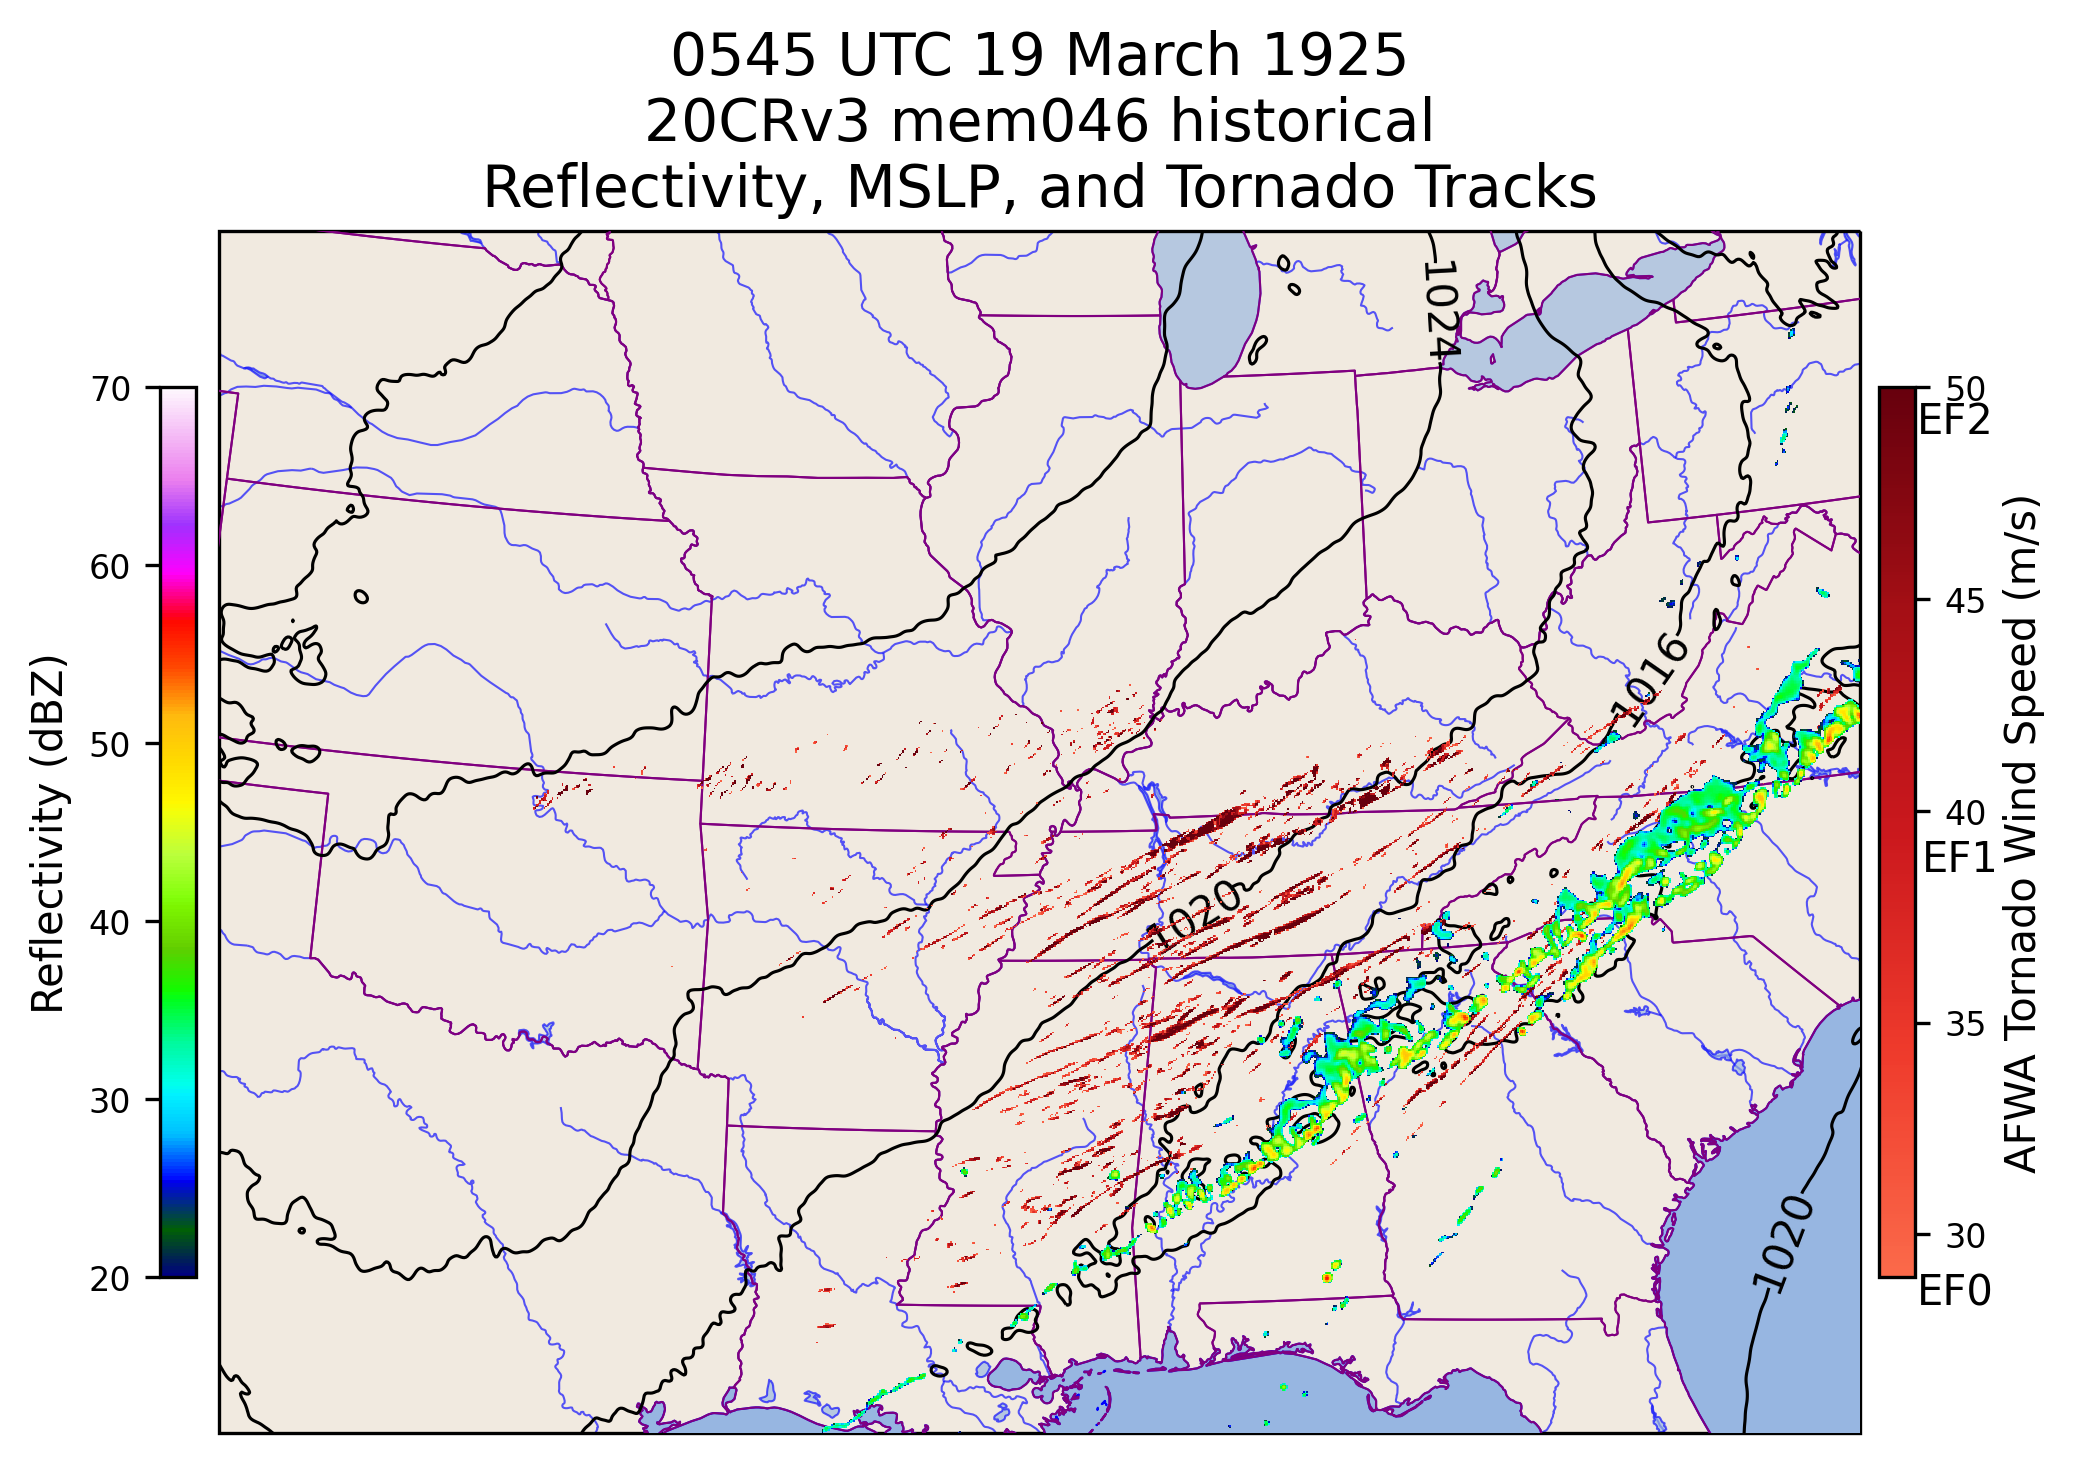 0545 UTC 19 March 1925
20CRv3 mem046 historical
Reflectivity, MSLP, and Tornado Tracks
Reflectivity (dBZ)
70
60
50
40
30
20
1024
1016
1020
1020
50
EF2
45
40
EF1
35
30
EF0
AFWA Tornado Wind Speed (m/s)